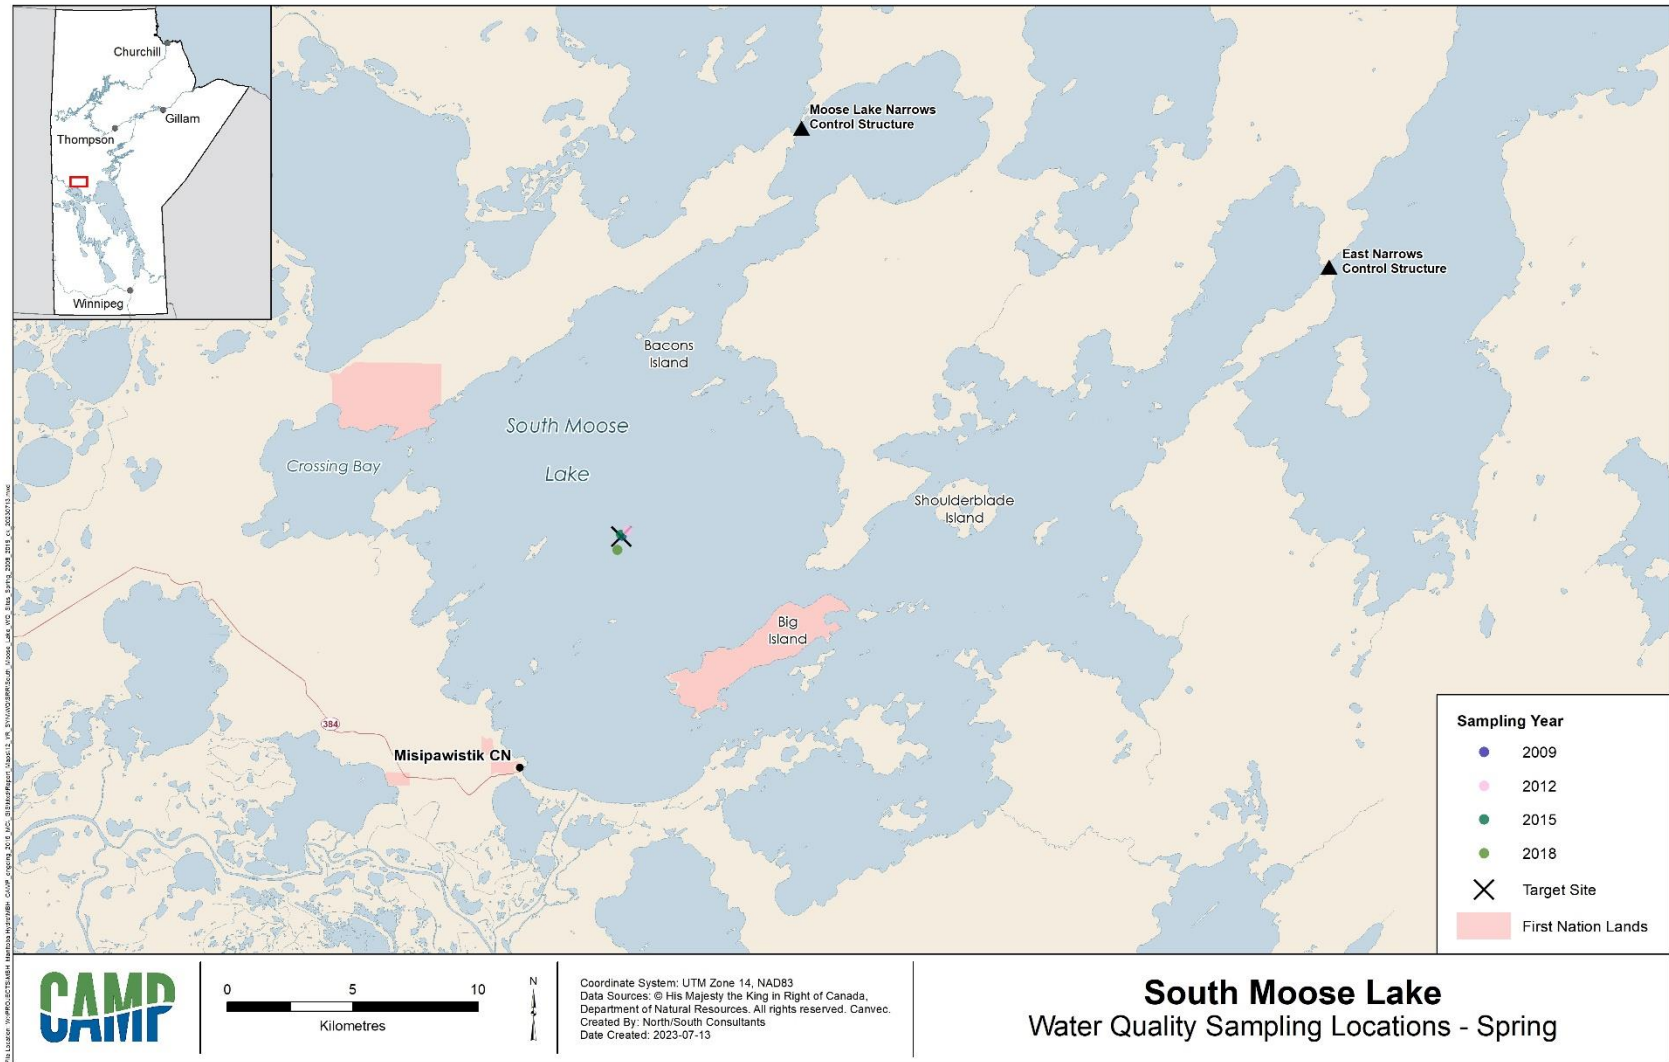 Churchill
Gillam
Thompson
Winnipeg
Moose Lake Narrows
Control Structure
East Narrows
Control Structure
Bacons
Island
South Moose
Lake
Crossing Bay
Shoulderblade
Island
Big
Island
384
Misipawistik CN
Sampling Year
2009
2012
2015
2018
Target Site
First Nation Lands
CAMP
CAMP
0 5 10
Kilometres
N
Coordinate System: UTM Zone 14, NAD83
Data Sources: © His Majesty the King in Right of Canada,
Department of Natural Resources. All rights reserved. Canvec.
Created By: North/South Consultants
Date Created: 2023-07-13
South Moose Lake
Water Quality Sampling Locations - Spring